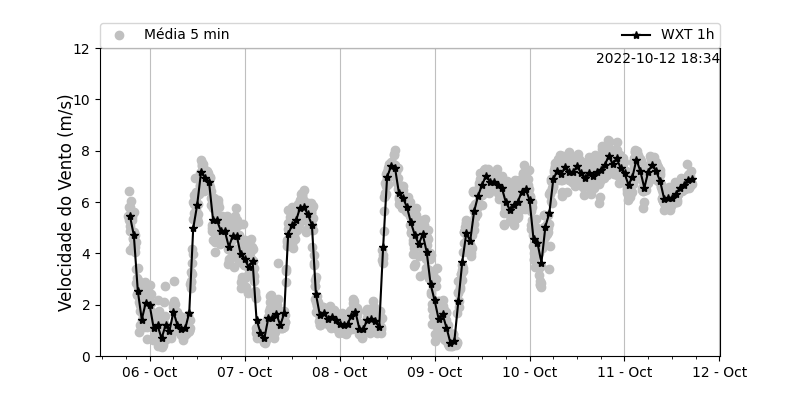 Média 5 min
WXT 1h
2022-10-12 18:34
Velocidade do Vento (m/s)
12
10
8
6
4
2
0
06 - Oct
07 - Oct
08 - Oct
09 - Oct
10 - Oct
11 - Oct
12 - Oct